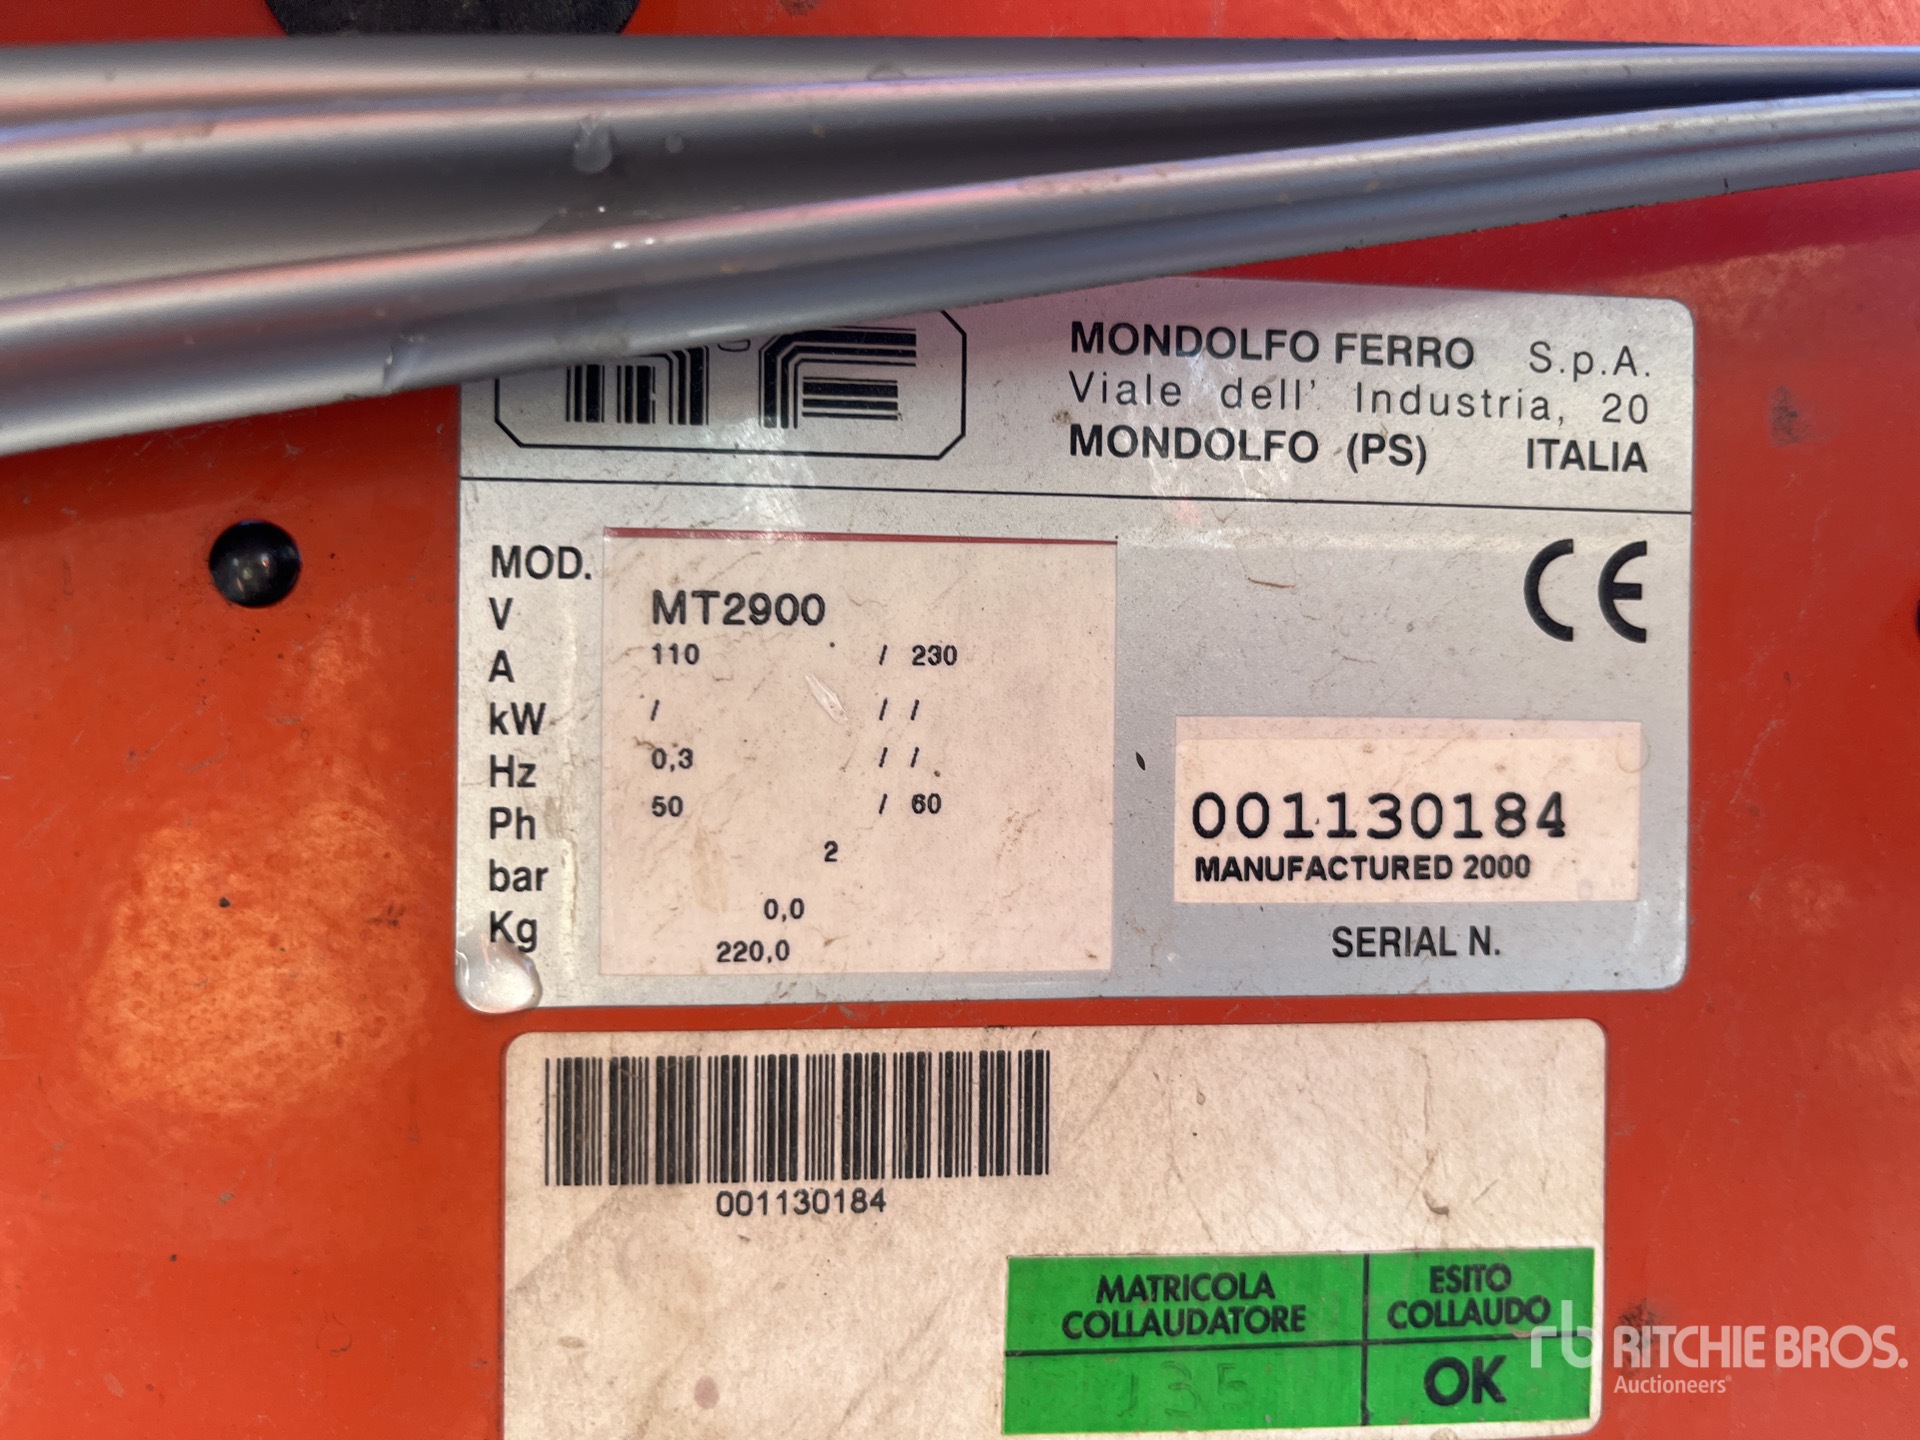 MONDOLFO FERRO S.p.A.
Viale dell' Industria, 20
MONDOLFO (PS) ITALIA
MOD.
V
A
kW
Hz
Ph
bar
Kg
MT2900
110 / 230
/ / /
0,3 / /
50 / 60
2
0,0
220,0
CE
001130184
MANUFACTURED 2000
SERIAL N.
001130184
MATRICOLA
COLLAUDATORE
135
ESITO
COLLAUDO
OK
rb RITCHIE BROS.
Auctioneers